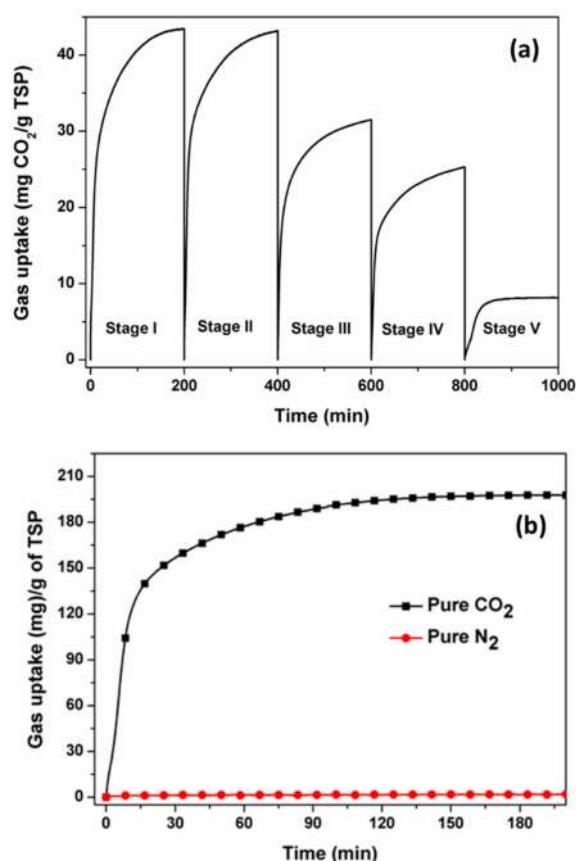 (a)
Gas uptake (mg CO₂/g TSP)
40
30
20
10
0
Stage I
Stage II
Stage III
Stage IV
Stage V
0 200 400 600 800 1000
Time (min)
(b)
Gas uptake (mg)/g of TSP
210
180
150
120
90
60
30
0
Pure CO₂
Pure N₂
0 30 60 90 120 150 180
Time (min)